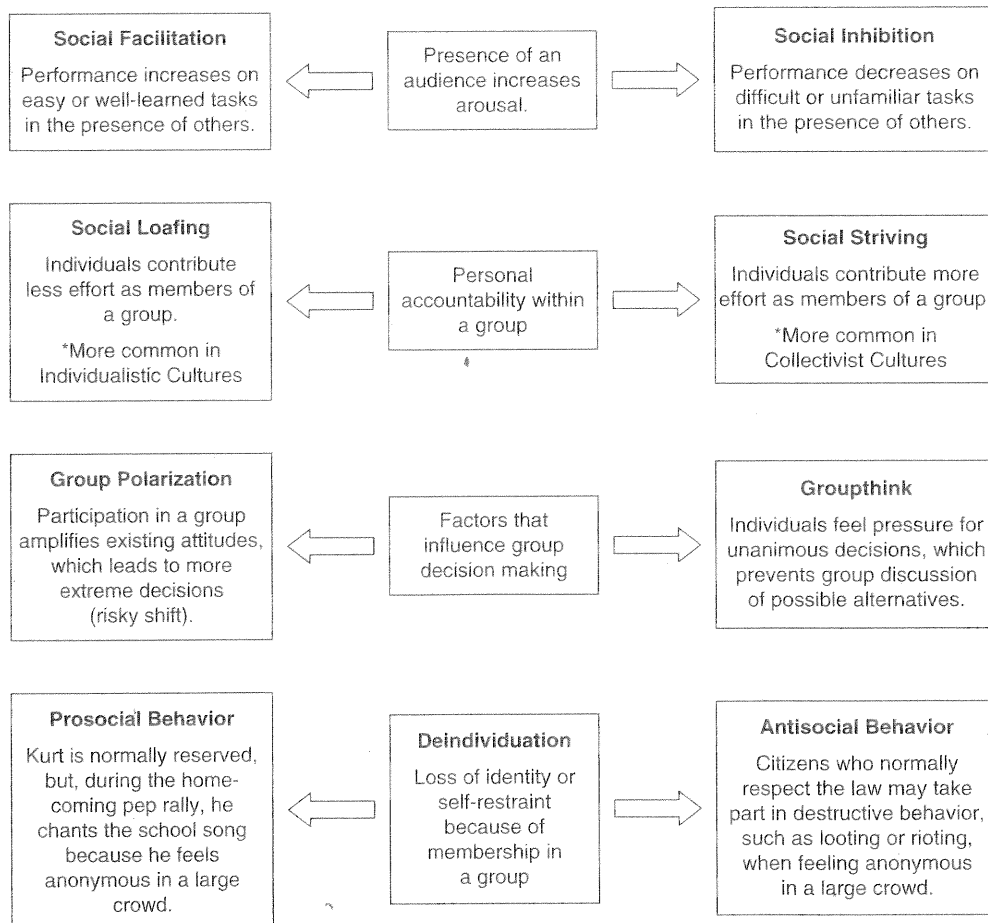 Social Facilitation
Performance increases on
easy or well-learned tasks
in the presence of others.
Presence of an
audience increases
arousal.
Social Inhibition
Performance decreases on
difficult or unfamiliar tasks
in the presence of others.
Social Loafing
Individuals contribute
less effort as members of
a group.
*More common in
Individualistic Cultures
Personal
accountability within
a group
Social Striving
Individuals contribute more
effort as members of a group
*More common in
Collectivist Cultures
Group Polarization
Participation in a group
amplifies existing attitudes,
which leads to more
extreme decisions
(risky shift).
Factors that
influence group
decision making
Groupthink
Individuals feel pressure for
unanimous decisions, which
prevents group discussion
of possible alternatives.
Prosocial Behavior
Kurt is normally reserved,
but, during the home-
coming pep rally, he
chants the school song
because he feels
anonymous in a large
crowd.
Deindividuation
Loss of identity or
self-restraint
because of
membership in
a group
Antisocial Behavior
Citizens who normally
respect the law may take
part in destructive behavior,
such as looting or rioting,
when feeling anonymous
in a large crowd.